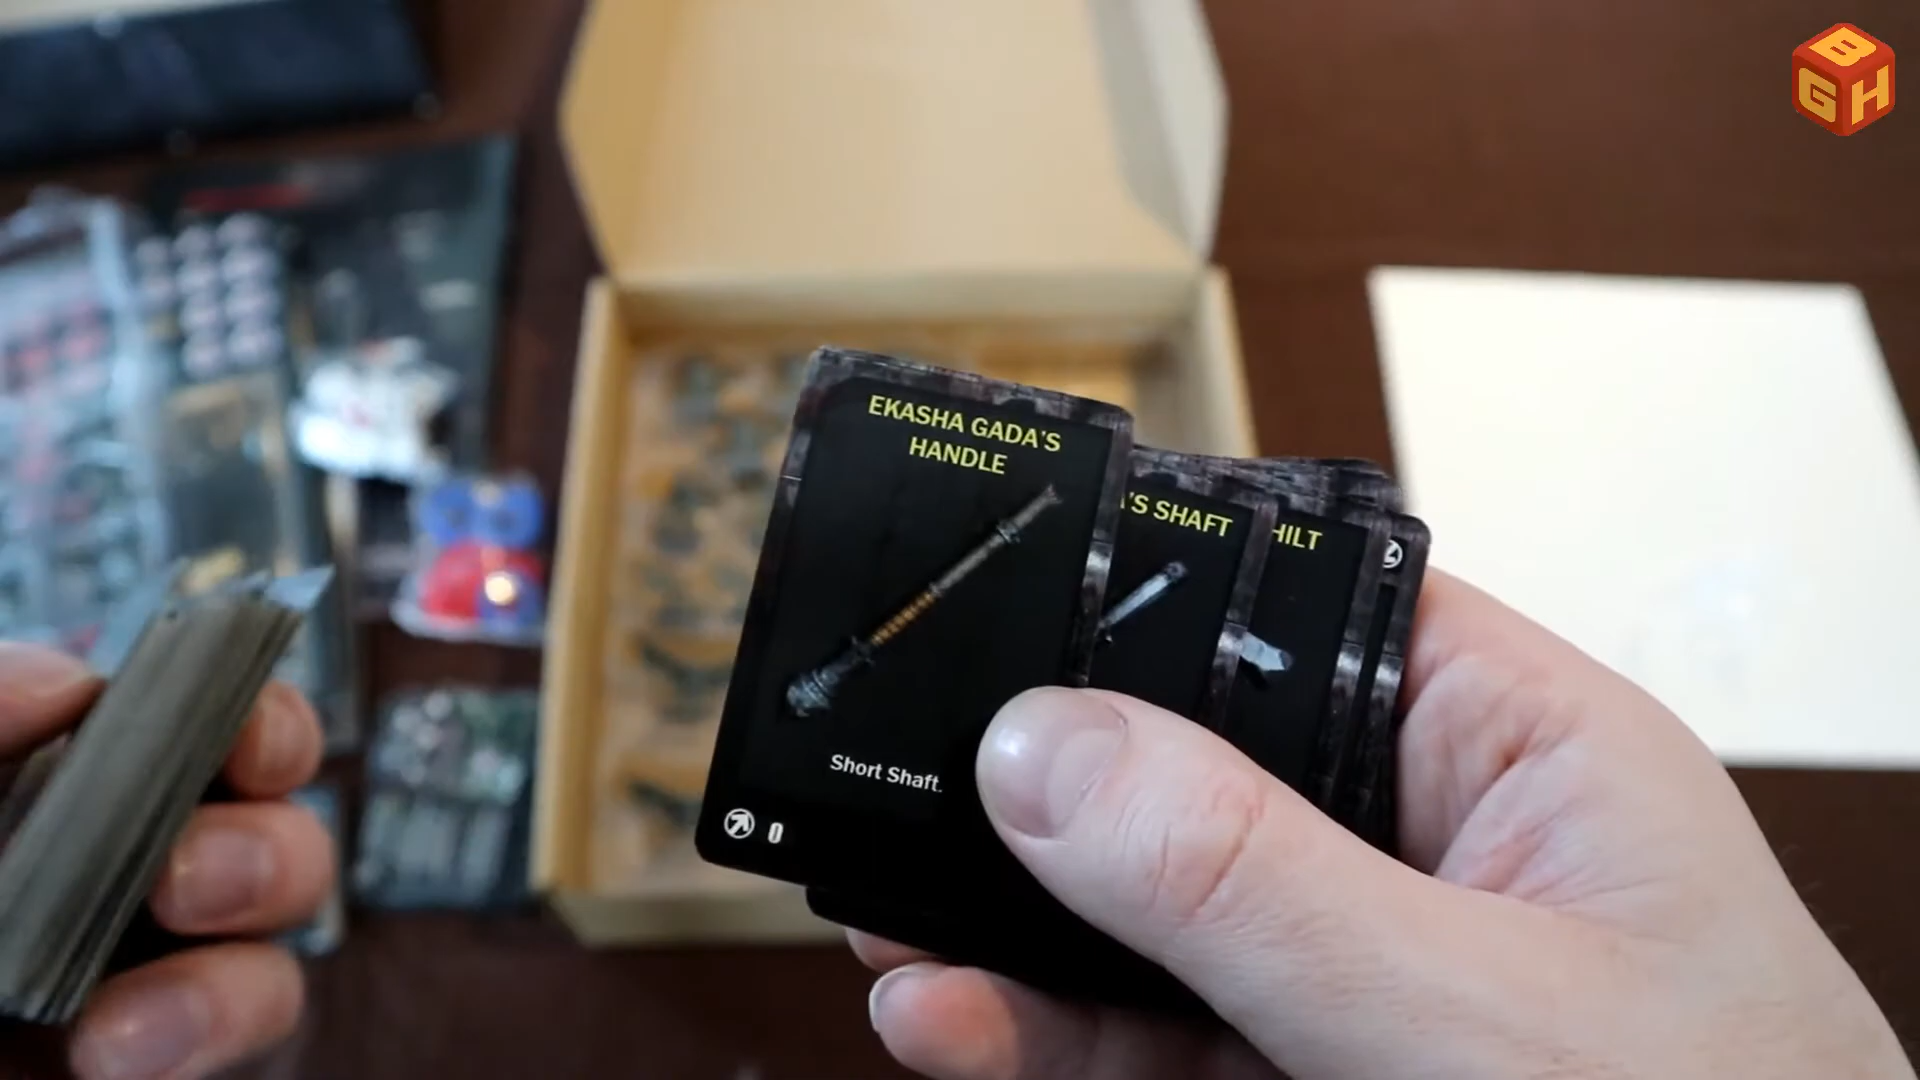 B
G H
EKASHA GADA'S
HANDLE
'S SHAFT
HILT
Short Shaft.
0